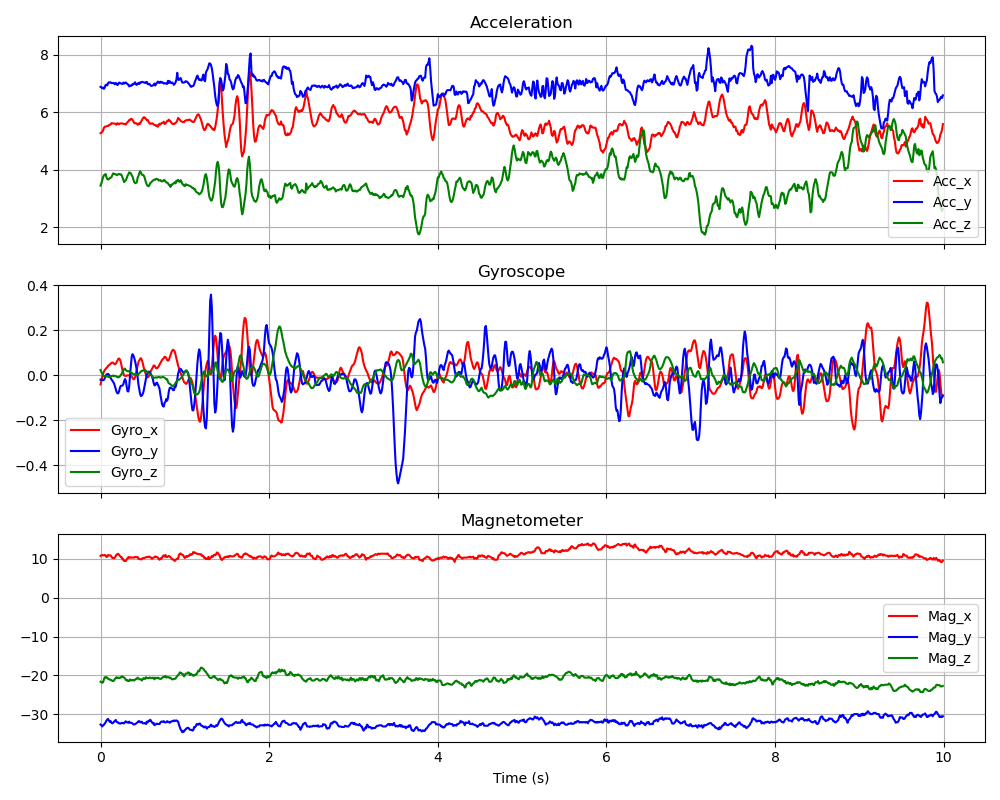 Acceleration
8
6
4
2
Acc_x
Acc_y
Acc_z
Gyroscope
0.4
0.2
0.0
−0.2
−0.4
Gyro_x
Gyro_y
Gyro_z
Magnetometer
10
0
−10
−20
−30
Mag_x
Mag_y
Mag_z
0 2 4 6 8 10
Time (s)